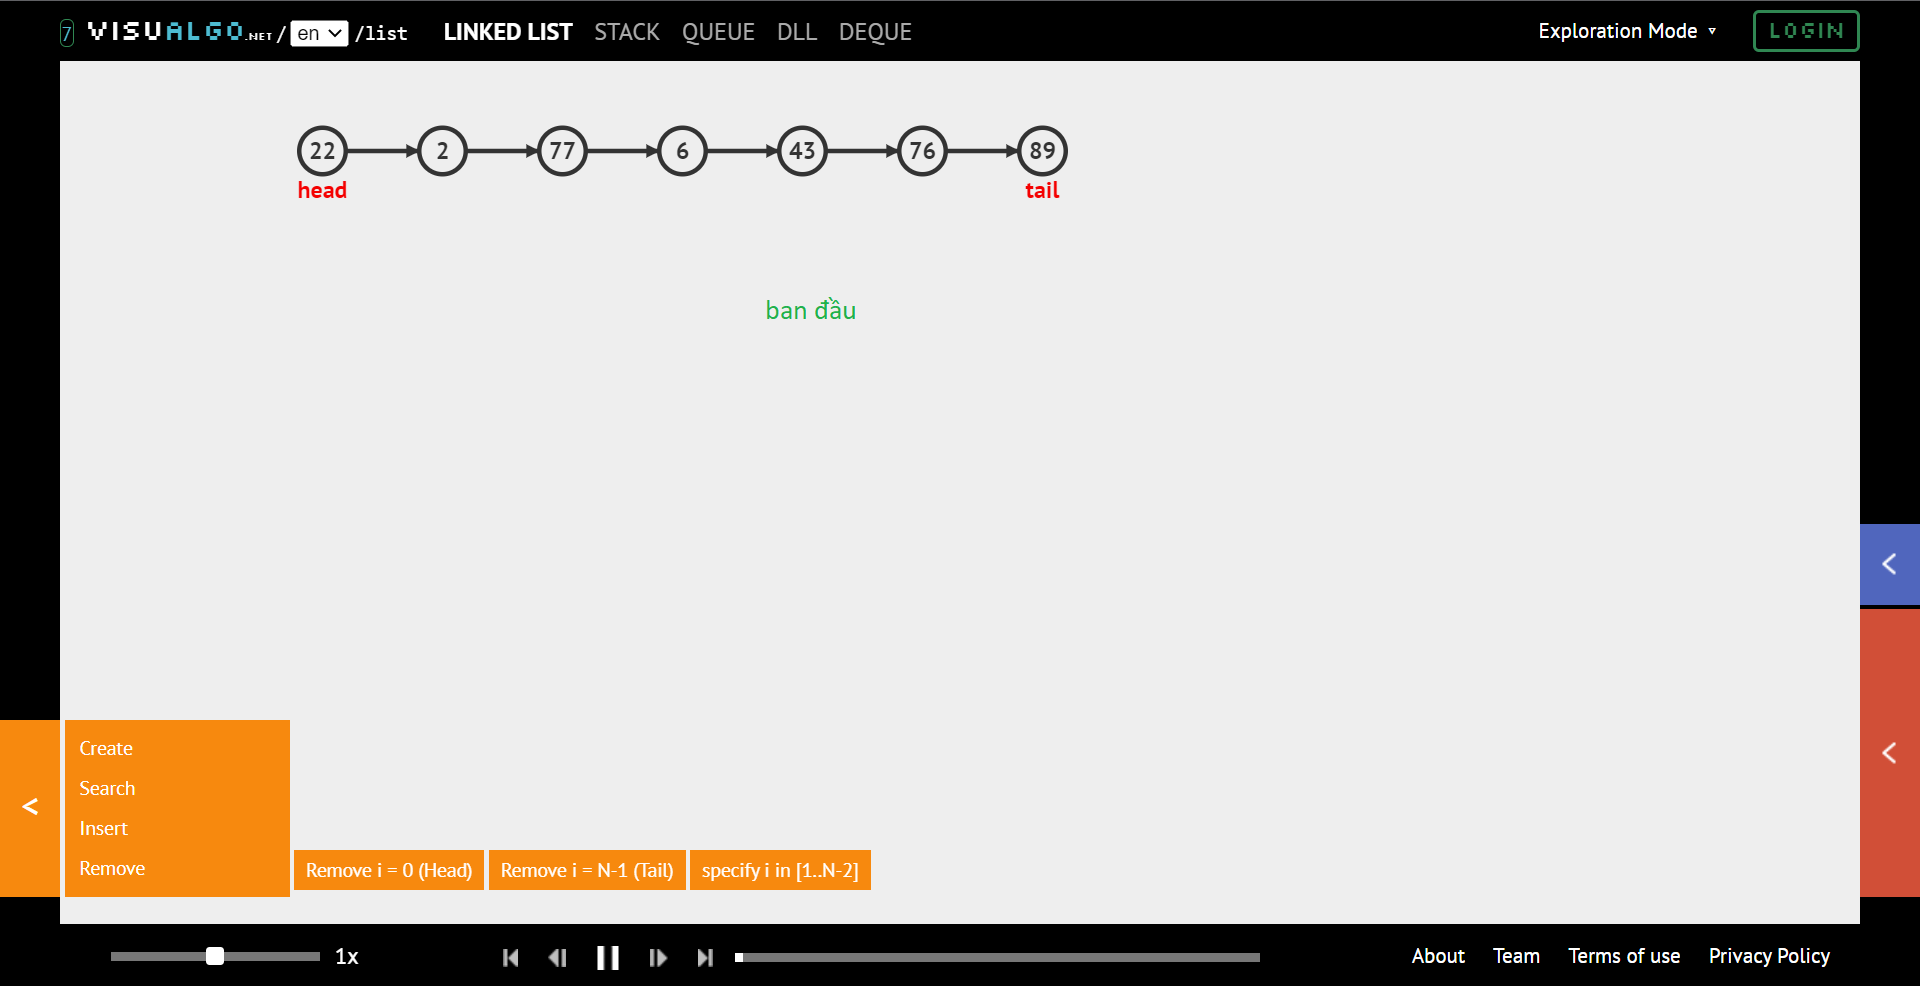 7 VISUALGO.NET / en /list LINKED LIST STACK QUEUE DLL DEQUE Exploration Mode LOGIN
22 2 77 6 43 76 89
head tail
ban đầu
Create
Search
Insert
Remove
Remove i = 0 (Head) Remove i = N-1 (Tail) specify i in [1..N-2]
1x About Team Terms of use Privacy Policy